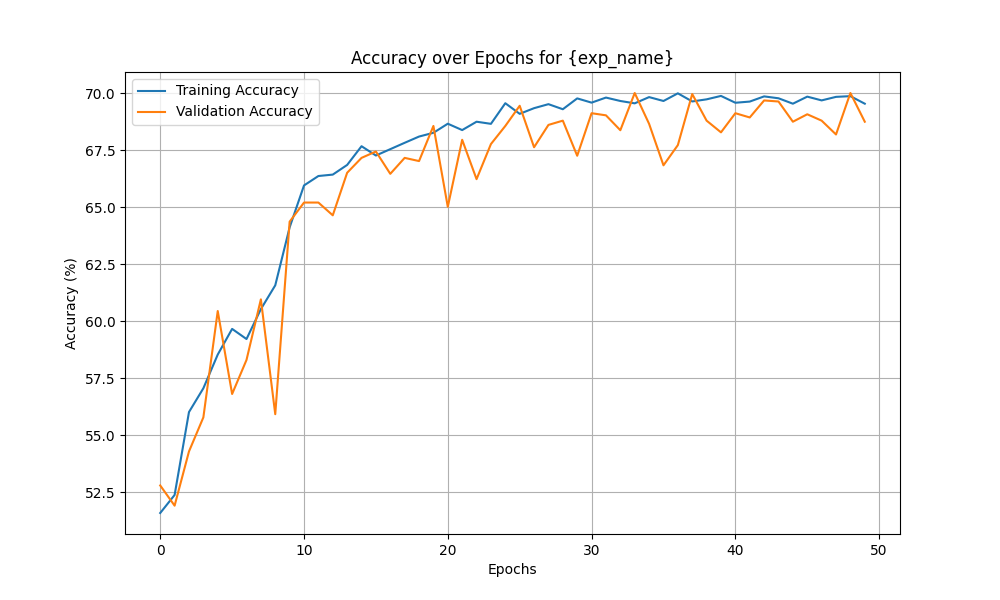 Accuracy over Epochs for {exp_name}
Training Accuracy
Validation Accuracy
70.0
67.5
65.0
62.5
60.0
57.5
55.0
52.5
Accuracy (%)
0 10 20 30 40 50
Epochs